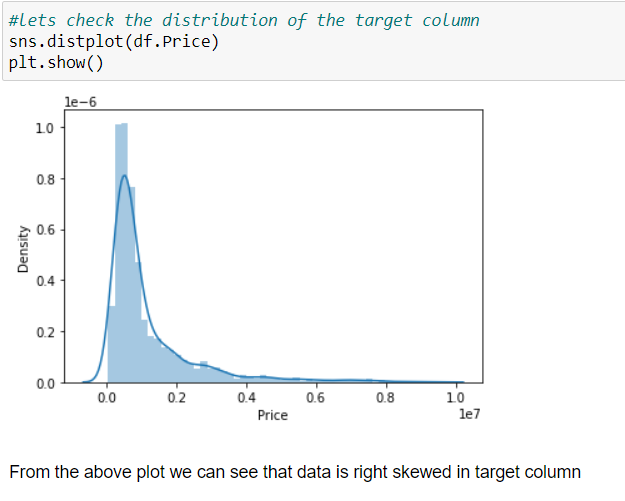 #lets check the distribution of the target column
sns.distplot(df.Price)
plt.show()
1e-6
1.0
0.8
0.6
0.4
0.2
0.0
Density
0.0 0.2 0.4 0.6 0.8 1.0
Price 1e7
From the above plot we can see that data is right skewed in target column